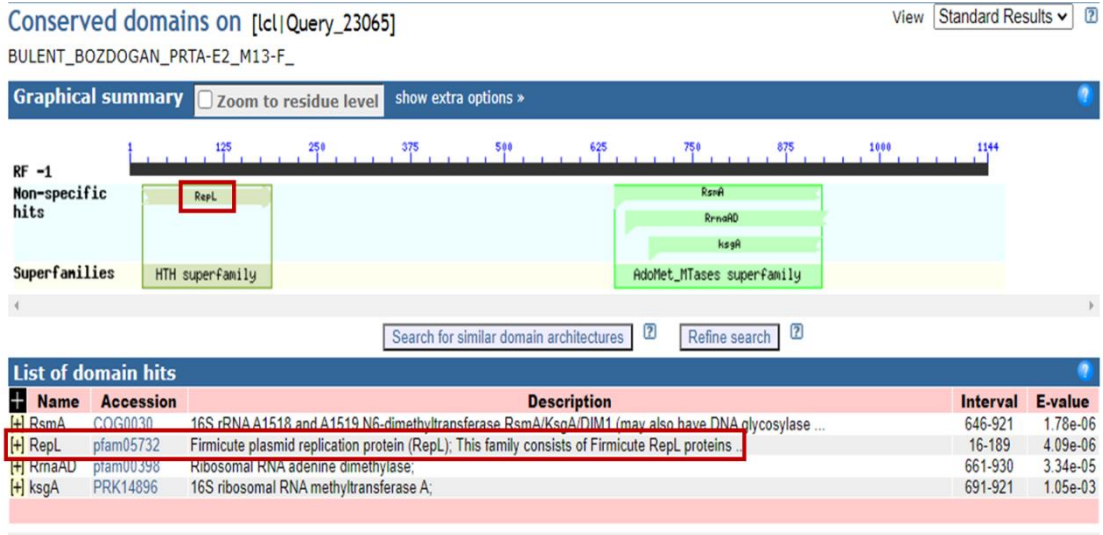 Conserved domains on [lcl|Query_23065]
View Standard Results
BULENT_BOZDOGAN_PRTA-E2_M13-F_
Graphical summary Zoom to residue level show extra options »
1 125 250 375 500 625 750 875 1000 1144
RF -1
Non-specific hits
RepL RsmA
RrnaAD
ksgA
Superfamilies HTH superfamily AdoMet_MTases superfamily
Search for similar domain architectures Refine search
List of domain hits
Name Accession Description Interval E-value
[+] RsmA COG0030 16S rRNA A1518 and A1519 N6-dimethyltransferase RsmA/KsgA/DIM1 (may also have DNA glycosylase ... 646-921 1.78e-06
[+] RepL pfam05732 Firmicute plasmid replication protein (RepL); This family consists of Firmicute RepL proteins .. 16-189 4.09e-06
[+] RrnaAD pfam00398 Ribosomal RNA adenine dimethylase; 661-930 3.34e-05
[+] ksgA PRK14896 16S ribosomal RNA methyltransferase A; 691-921 1.05e-03